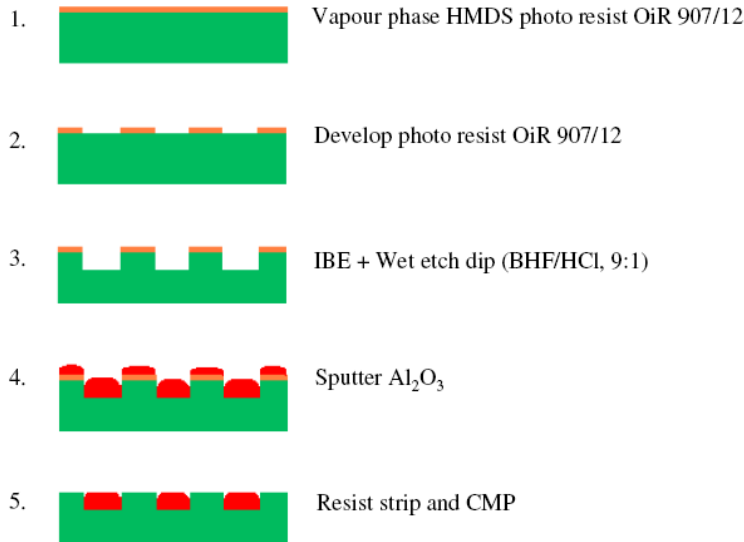 1. Vapour phase HMDS photo resist OiR 907/12
2. Develop photo resist OiR 907/12
3. IBE + Wet etch dip (BHF/HCl, 9:1)
4. Sputter Al₂O₃
5. Resist strip and CMP